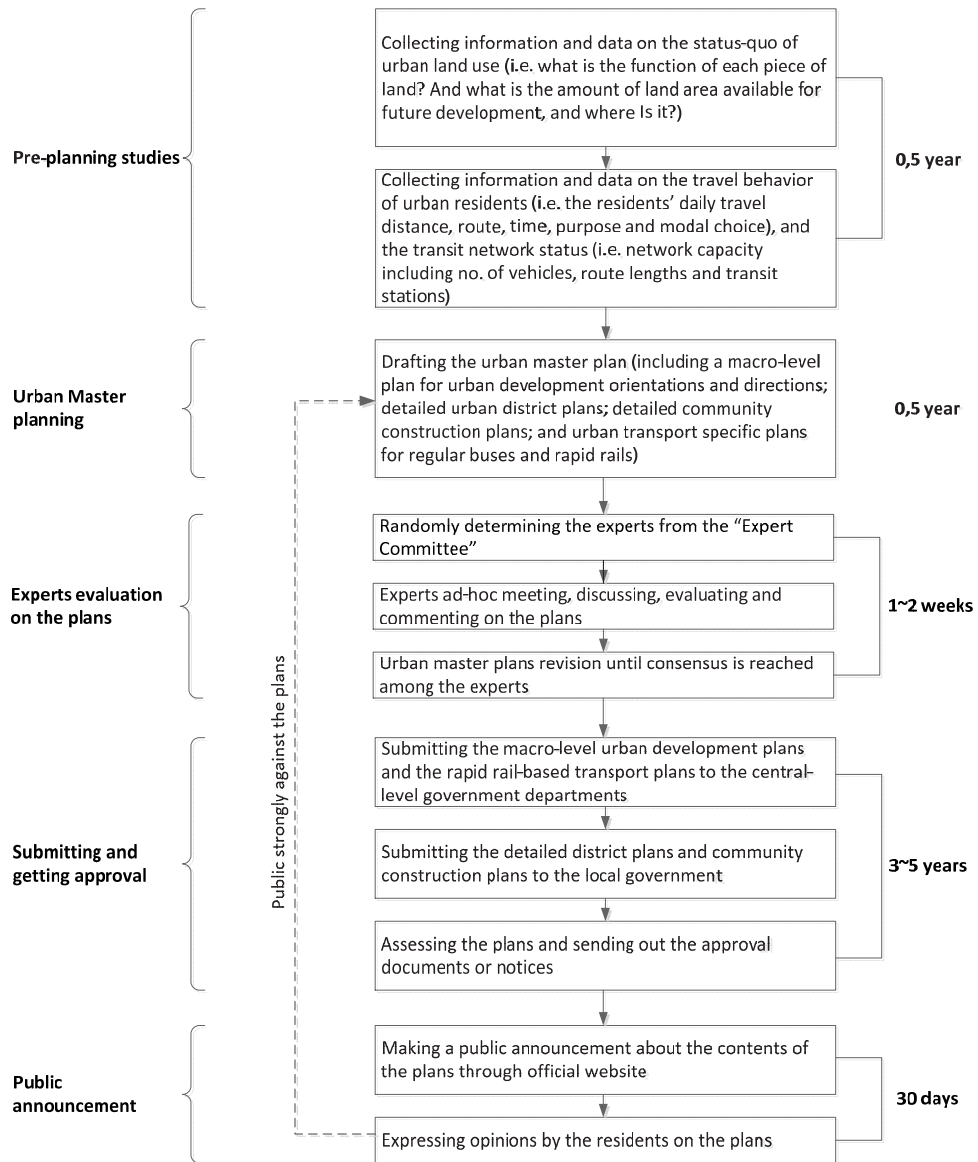 Collecting information and data on the status-quo of
urban land use (i.e. what is the function of each piece of
land? And what is the amount of land area available for
future development, and where Is it?)
Pre-planning studies
0,5 year
Collecting information and data on the travel behavior
of urban residents (i.e. the residents’ daily travel
distance, route, time, purpose and modal choice), and
the transit network status (i.e. network capacity
including no. of vehicles, route lengths and transit
stations)
Urban Master
planning
Drafting the urban master plan (including a macro-level
plan for urban development orientations and directions;
detailed urban district plans; detailed community
construction plans; and urban transport specific plans
for regular buses and rapid rails)
0,5 year
Experts evaluation
on the plans
Randomly determining the experts from the “Expert
Committee”
Experts ad-hoc meeting, discussing, evaluating and
commenting on the plans
Urban master plans revision until consensus is reached
among the experts
1~2 weeks
Public strongly against the plans
Submitting and
getting approval
Submitting the macro-level urban development plans
and the rapid rail-based transport plans to the central-
level government departments
Submitting the detailed district plans and community
construction plans to the local government
Assessing the plans and sending out the approval
documents or notices
3~5 years
Public
announcement
Making a public announcement about the contents of
the plans through official website
Expressing opinions by the residents on the plans
30 days